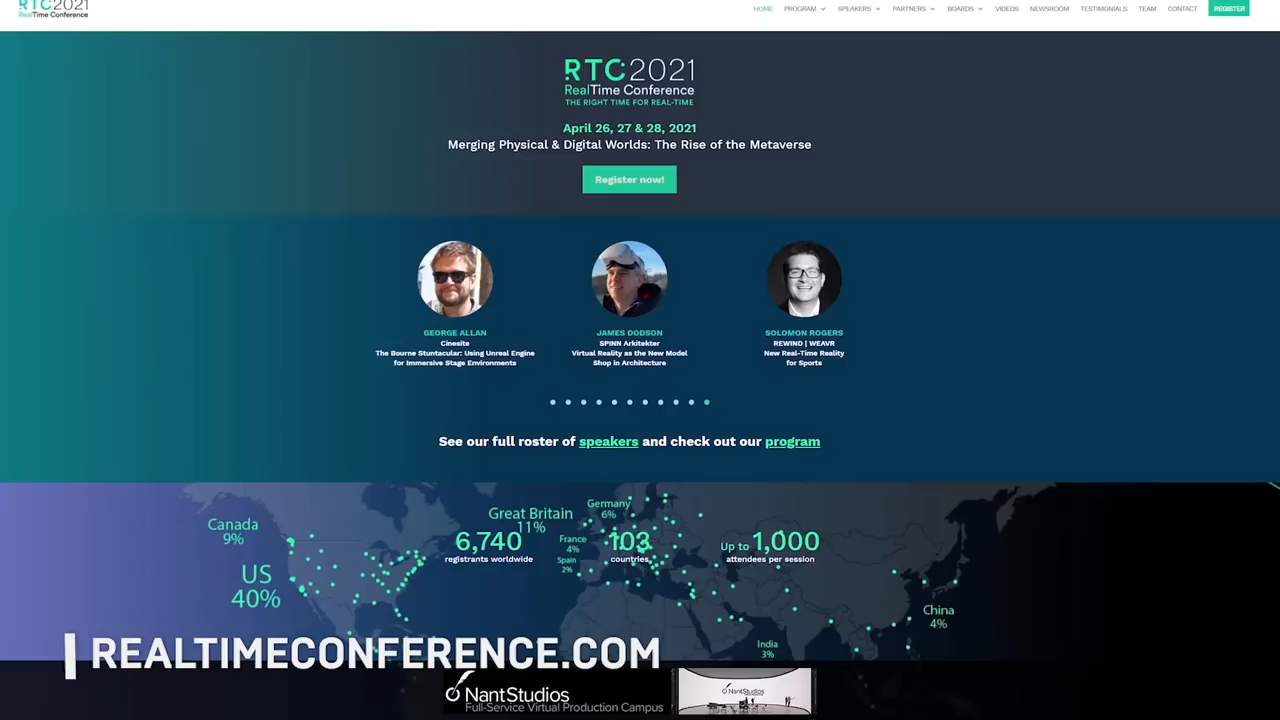 RTC2021
RealTime Conference
HOME PROGRAM SPEAKERS PARTNERS BOARDS VIDEOS NEWSROOM TESTIMONIALS TEAM CONTACT REGISTER
RTC2021
RealTime Conference
THE RIGHT TIME FOR REAL-TIME
April 26, 27 & 28, 2021
Merging Physical & Digital Worlds: The Rise of the Metaverse
Register now!
GEORGE ALLAN
Cinesite
The Bourne Stuntacular: Using Unreal Engine
for Immersive Stage Environments
JAMES DODSON
SPINN Arkitekter
Virtual Reality as the New Model
Shop in Architecture
SOLOMON ROGERS
REWIND | WEAVR
New Real-Time Reality
for Sports
See our full roster of speakers and check out our program
Canada
9%
US
40%
Great Britain
11%
Germany
6%
France
4%
Spain
2%
6,740
registrants worldwide
103
countries
Up to 1,000
attendees per session
China
4%
India
3%
REALTIMECONFERENCE.COM
NantStudios
Full-Service Virtual Production Campus
NantStudios